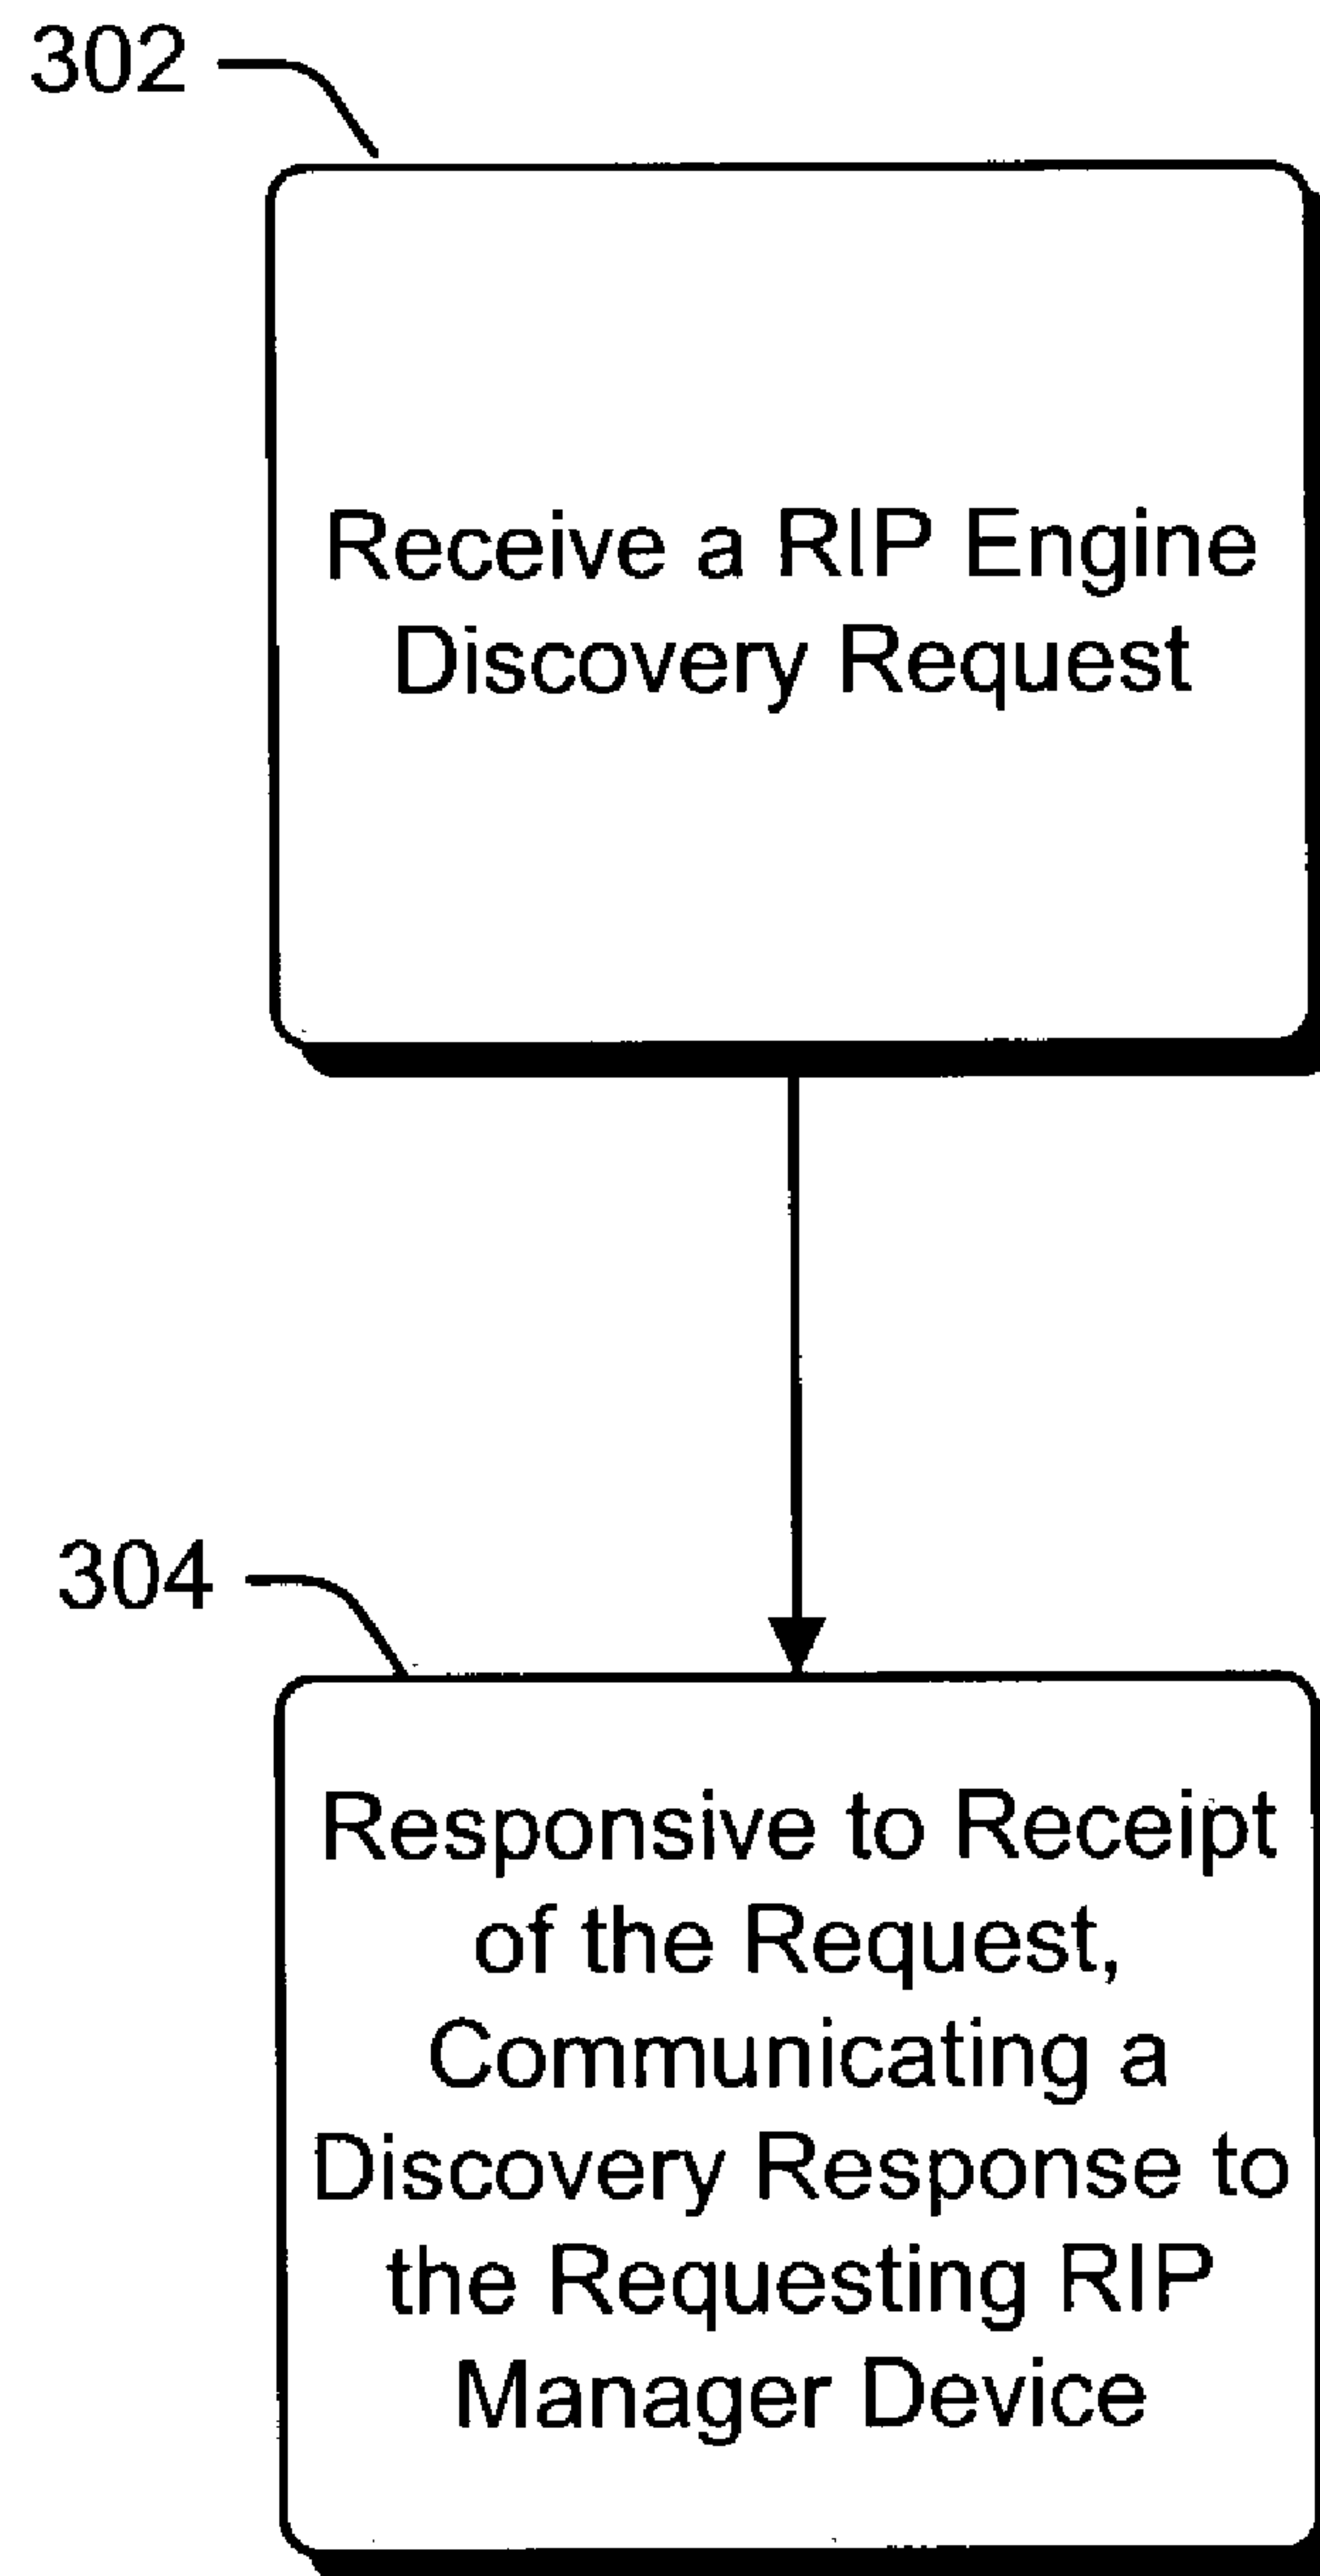 302
Receive a RIP Engine
Discovery Request
304
Responsive to Receipt
of the Request,
Communicating a
Discovery Response to
the Requesting RIP
Manager Device